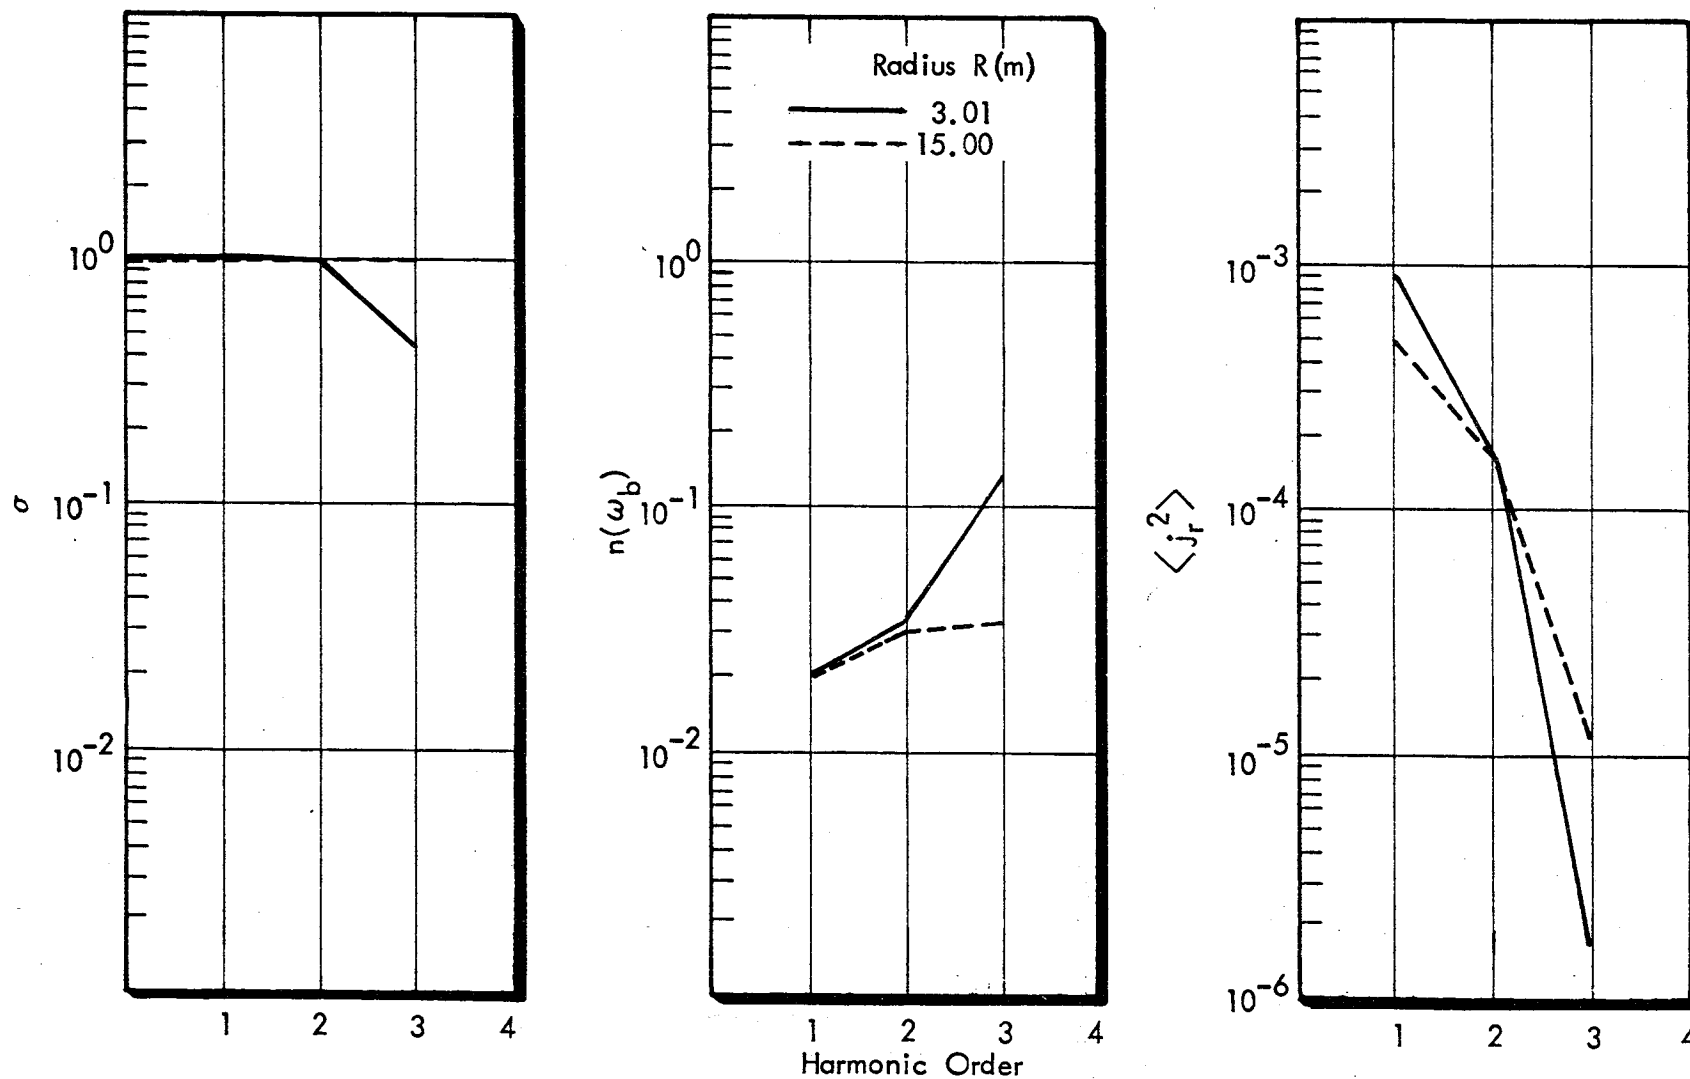 σ
10^0
10^-1
10^-2
1 2 3 4
n(ω_b)
10^0
10^-1
10^-2
Radius R(m)
3.01
15.00
1 2 3 4
Harmonic Order
⟨j_r^2⟩
10^-3
10^-4
10^-5
10^-6
1 2 3 4